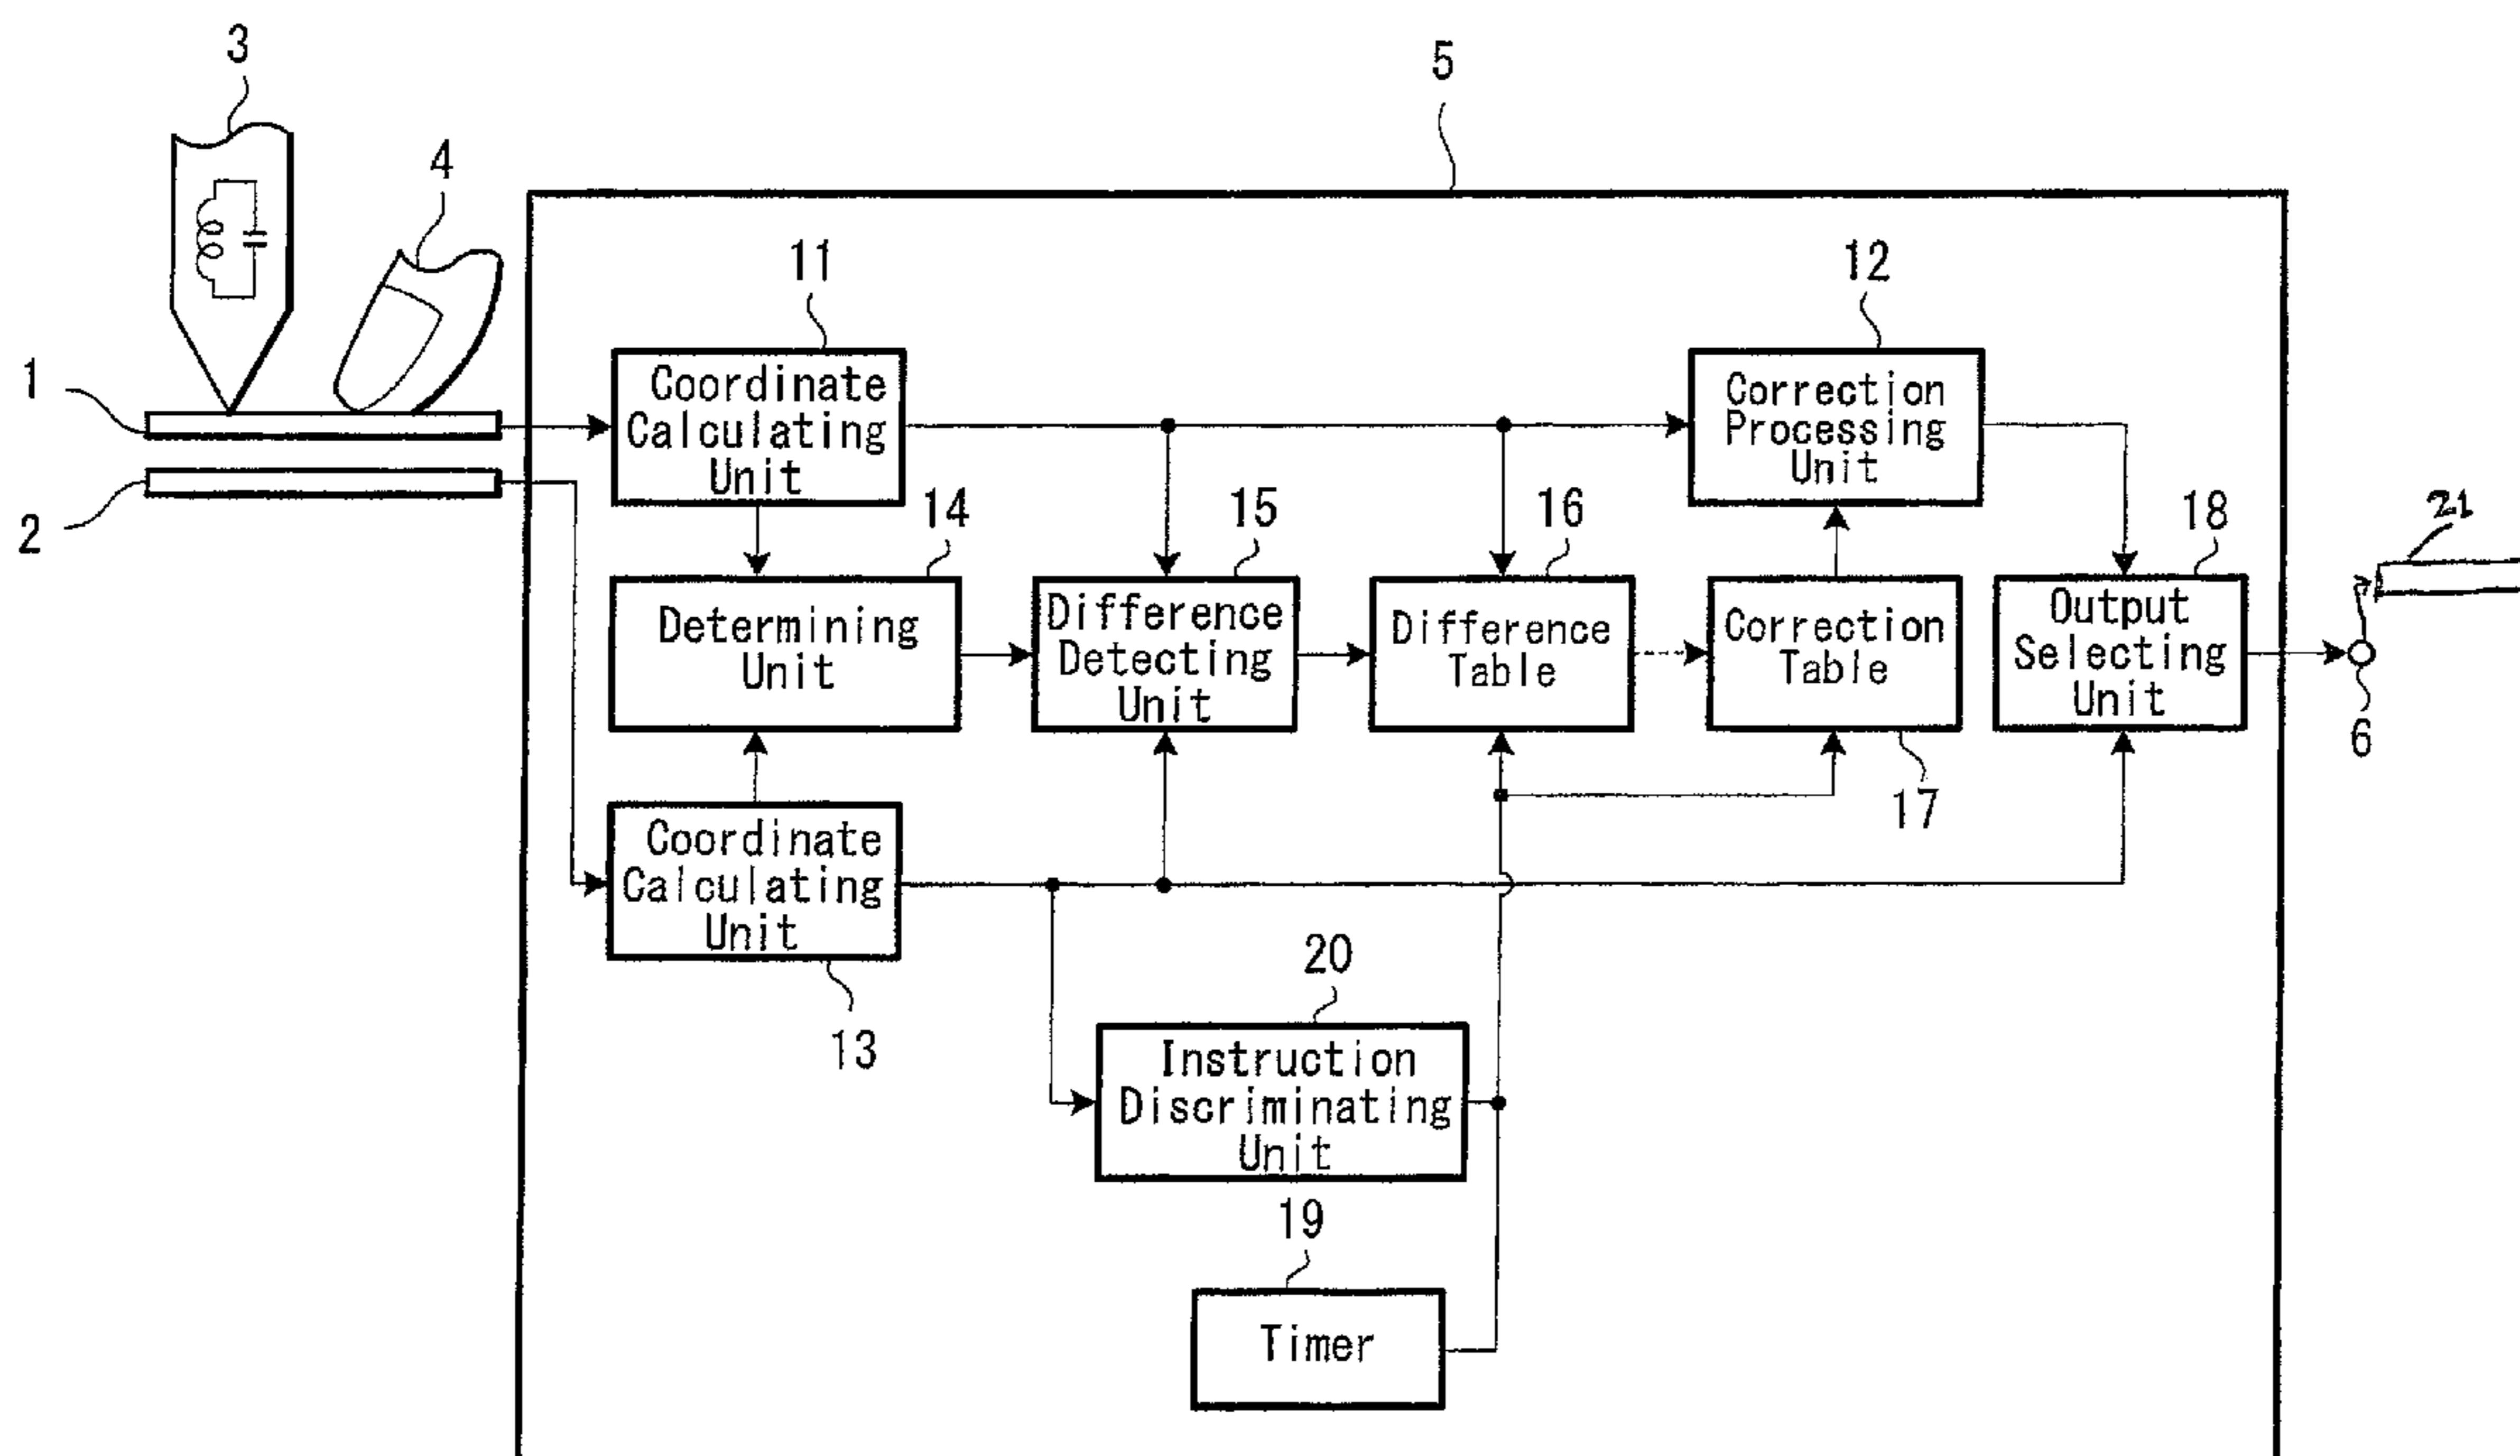 3
5
4
11
12
1
Coordinate
Calculating
Unit
Correction
Processing
Unit
2
14
15
16
18
21
Determining
Unit
Difference
Detecting
Unit
Difference
Table
Correction
Table
Output
Selecting
Unit
6
17
Coordinate
Calculating
Unit
13
20
Instruction
Discriminating
Unit
19
Timer